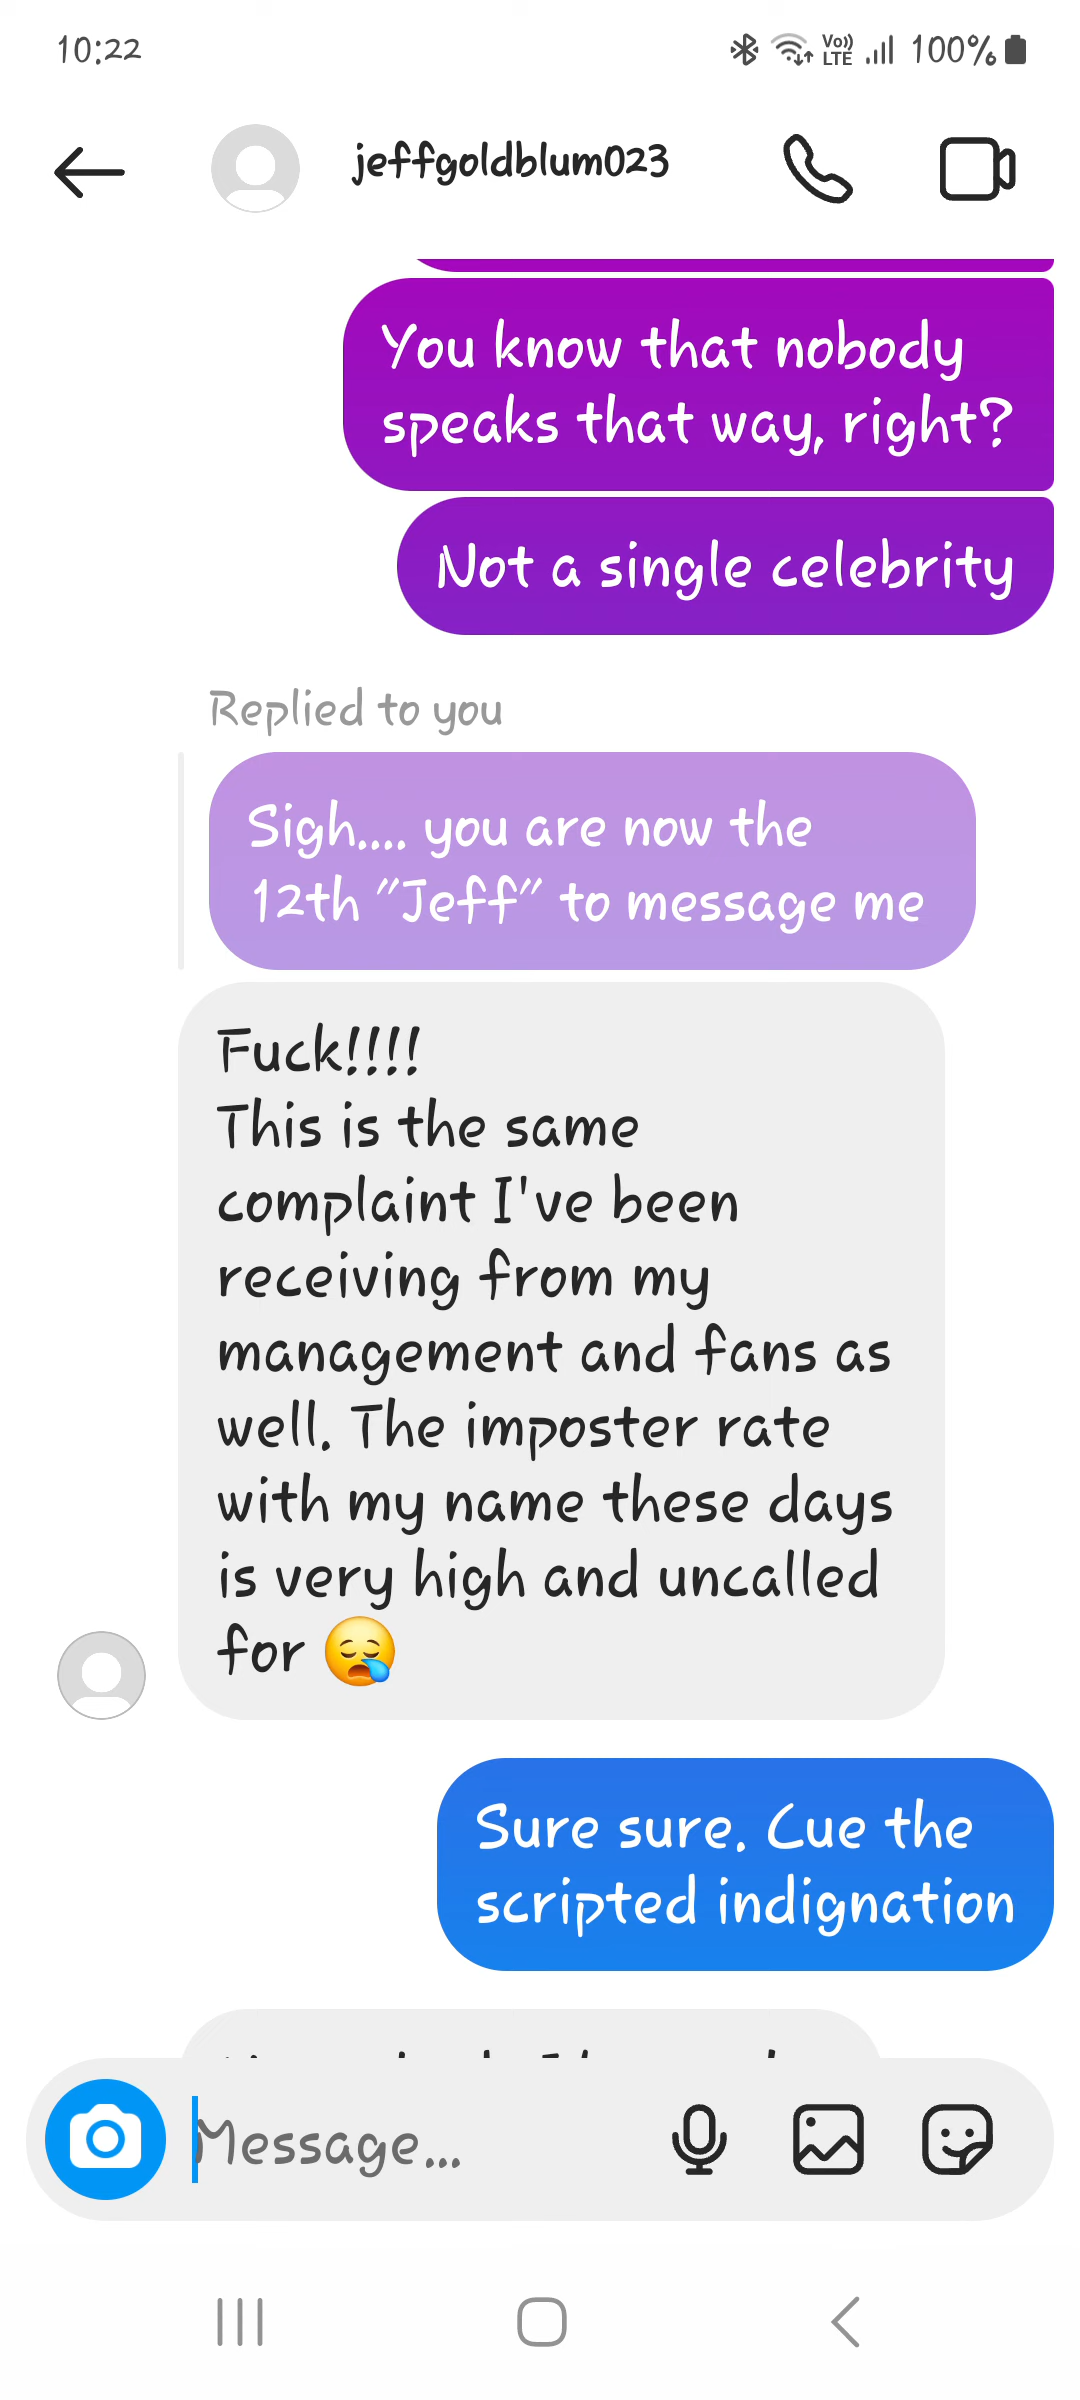 10:22
Vo)) LTE 100%
jeffgoldblum023
You know that nobody
speaks that way, right?
Not a single celebrity
Replied to you
Sigh.... you are now the
12th "Jeff" to message me
Fuck!!!!
This is the same
complaint I've been
receiving from my
management and fans as
well. The imposter rate
with my name these days
is very high and uncalled
for 😪
Sure sure. Cue the
scripted indignation
Message...